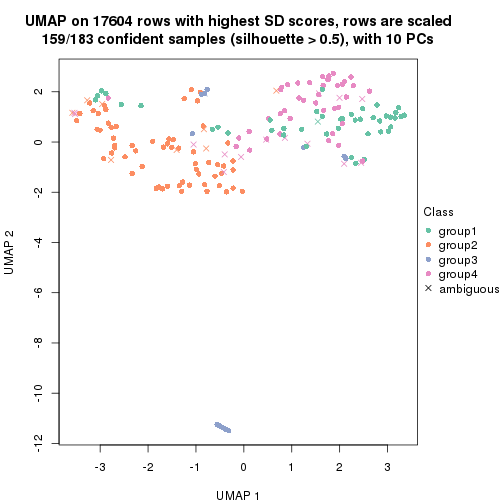 UMAP on 17604 rows with highest SD scores, rows are scaled
159/183 confident samples (silhouette > 0.5), with 10 PCs
2
0
-2
-4
-6
-8
-10
-12
UMAP 2
-3
-2
-1
0
1
2
3
UMAP 1
Class
group1
group2
group3
group4
ambiguous